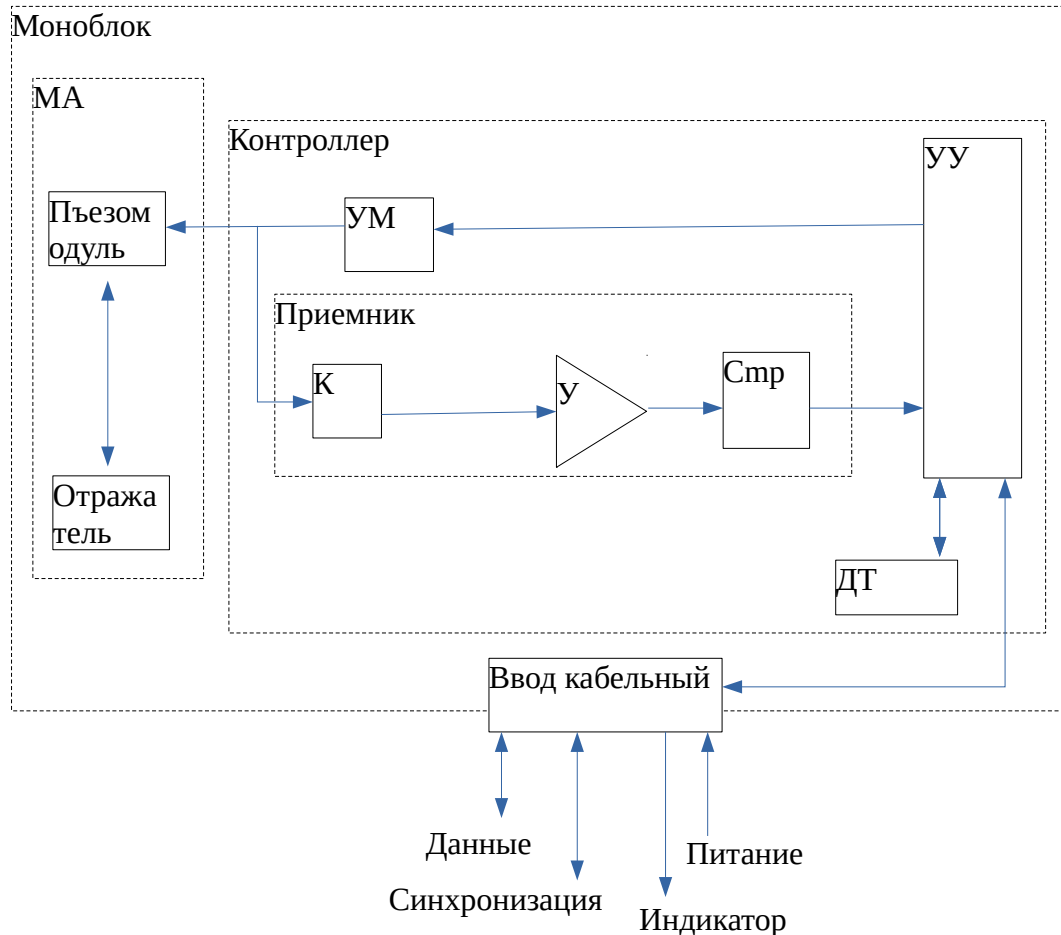 Моноблок
МА
Контроллер
УУ
Пъезом
одуль
УМ
Приемник
К
У
Cmp
Отража
тель
ДТ
Ввод кабельный
Данные
Питание
Синхронизация
Индикатор